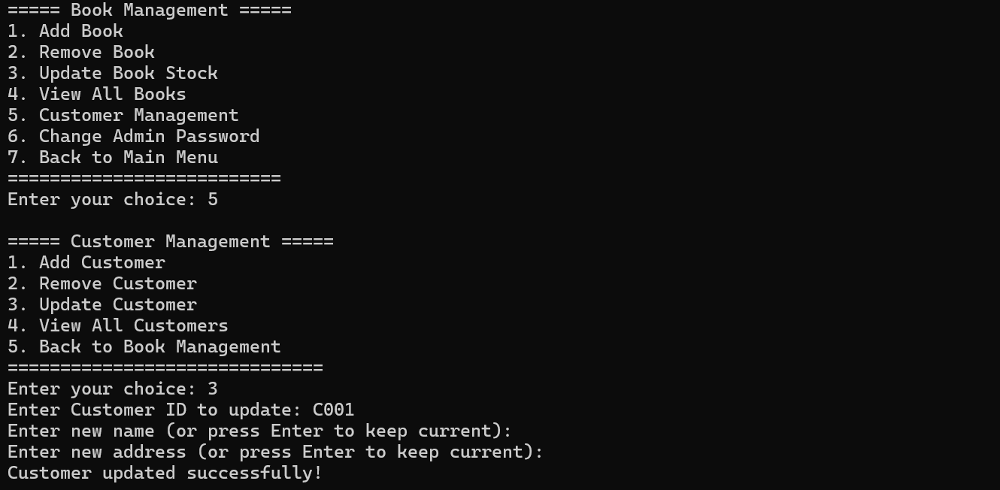 ===== Book Management =====
1. Add Book
2. Remove Book
3. Update Book Stock
4. View All Books
5. Customer Management
6. Change Admin Password
7. Back to Main Menu
==========================
Enter your choice: 5

===== Customer Management =====
1. Add Customer
2. Remove Customer
3. Update Customer
4. View All Customers
5. Back to Book Management
==============================
Enter your choice: 3
Enter Customer ID to update: C001
Enter new name (or press Enter to keep current):
Enter new address (or press Enter to keep current):
Customer updated successfully!